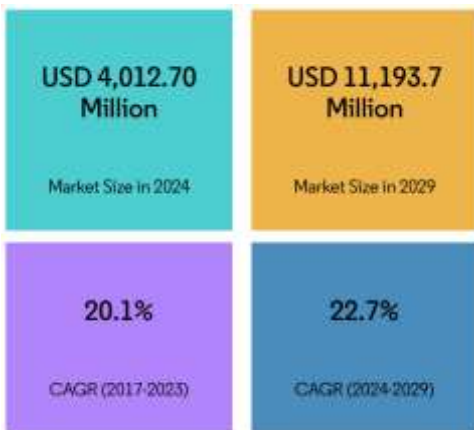 USD 4,012.70
Million
Market Size in 2024
USD 11,193.7
Million
Market Size in 2029
20.1%
CAGR (2017-2023)
22.7%
CAGR (2024-2029)